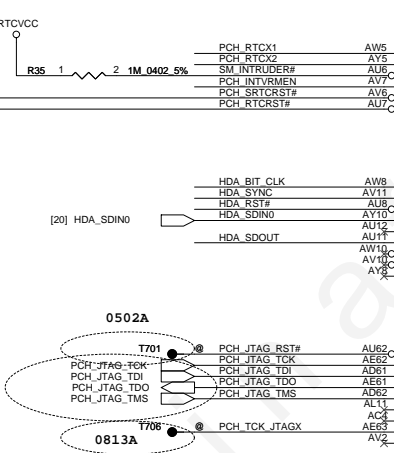 RTCVCC
PCH_RTCX1 AW5
PCH_RTCX2 AY5
R35 1 2 1M_0402_5% SM_INTRUDER# AU6
PCH_INTVRMEN AV7
PCH_SRTCRST# AV6
PCH_RTCRST# AU7
HDA_BIT_CLK AW8
HDA_SYNC AV11
HDA_RST# AU8
[20] HDA_SDIN0 HDA_SDIN0 AY10
AU12
HDA_SDOUT AU11
AW10
AV10
AY8
0502A
T701 @ PCH_JTAG_RST# AU62
PCH_JTAG_TCK PCH_JTAG_TCK AE62
PCH_JTAG_TDI PCH_JTAG_TDI AD61
PCH_JTAG_TDO PCH_JTAG_TDO AE61
PCH_JTAG_TMS PCH_JTAG_TMS AD62
AL11
AC4
T706 @ PCH_TCK_JTAGX AE63
0813A AV2